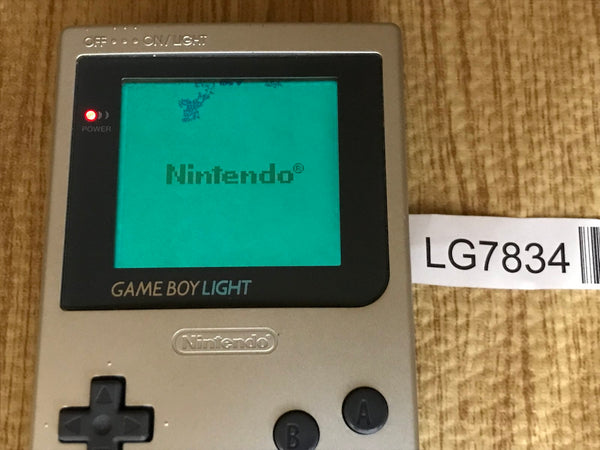 OFF ••• ON/LIGHT
POWER
Nintendo®
GAME BOY LIGHT
Nintendo
LG7834
B
A